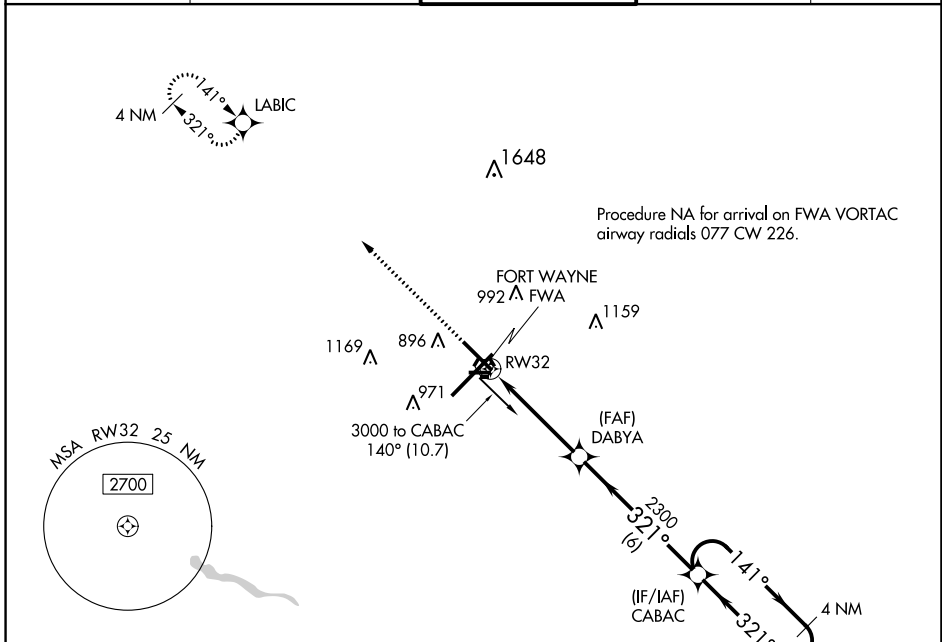 141°
LABIC
4 NM
321°
1648
Procedure NA for arrival on FWA VORTAC
airway radials 077 CW 226.
FORT WAYNE
992 FWA
1159
896
1169
RW32
971
3000 to CABAC
140° (10.7)
(FAF)
DABYA
MSA RW32 25 NM
2700
2300
321°
(6)
141°
(IF/IAF)
CABAC
4 NM
321°